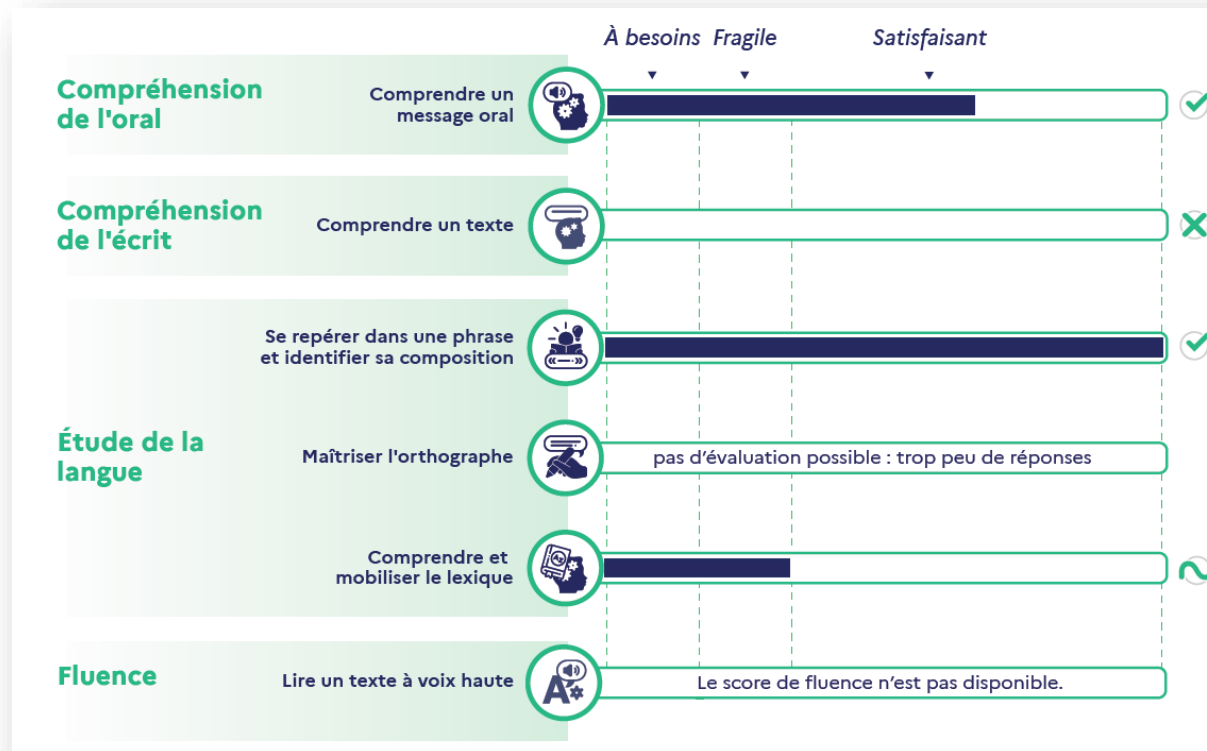 À besoins Fragile Satisfaisant
Compréhension
de l'oral
Comprendre un
message oral
Compréhension
de l'écrit
Comprendre un texte
Étude de la
langue
Se repérer dans une phrase
et identifier sa composition
Maîtriser l'orthographe
pas d'évaluation possible : trop peu de réponses
Comprendre et
mobiliser le lexique
Fluence
Lire un texte à voix haute
Le score de fluence n'est pas disponible.